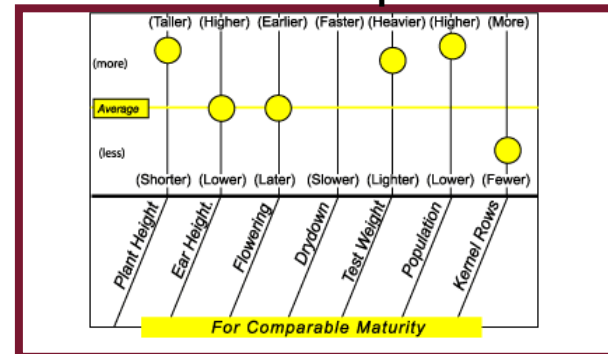 (Taller) (Higher) (Earlier) (Faster) (Heavier) (Higher) (More)
(more)
Average
(less)
(Shorter) (Lower) (Later) (Slower) (Lighter) (Lower) (Fewer)
Plant Height
Ear Height.
Flowering
Drydown
Test Weight
Population
Kernel Rows
For Comparable Maturity